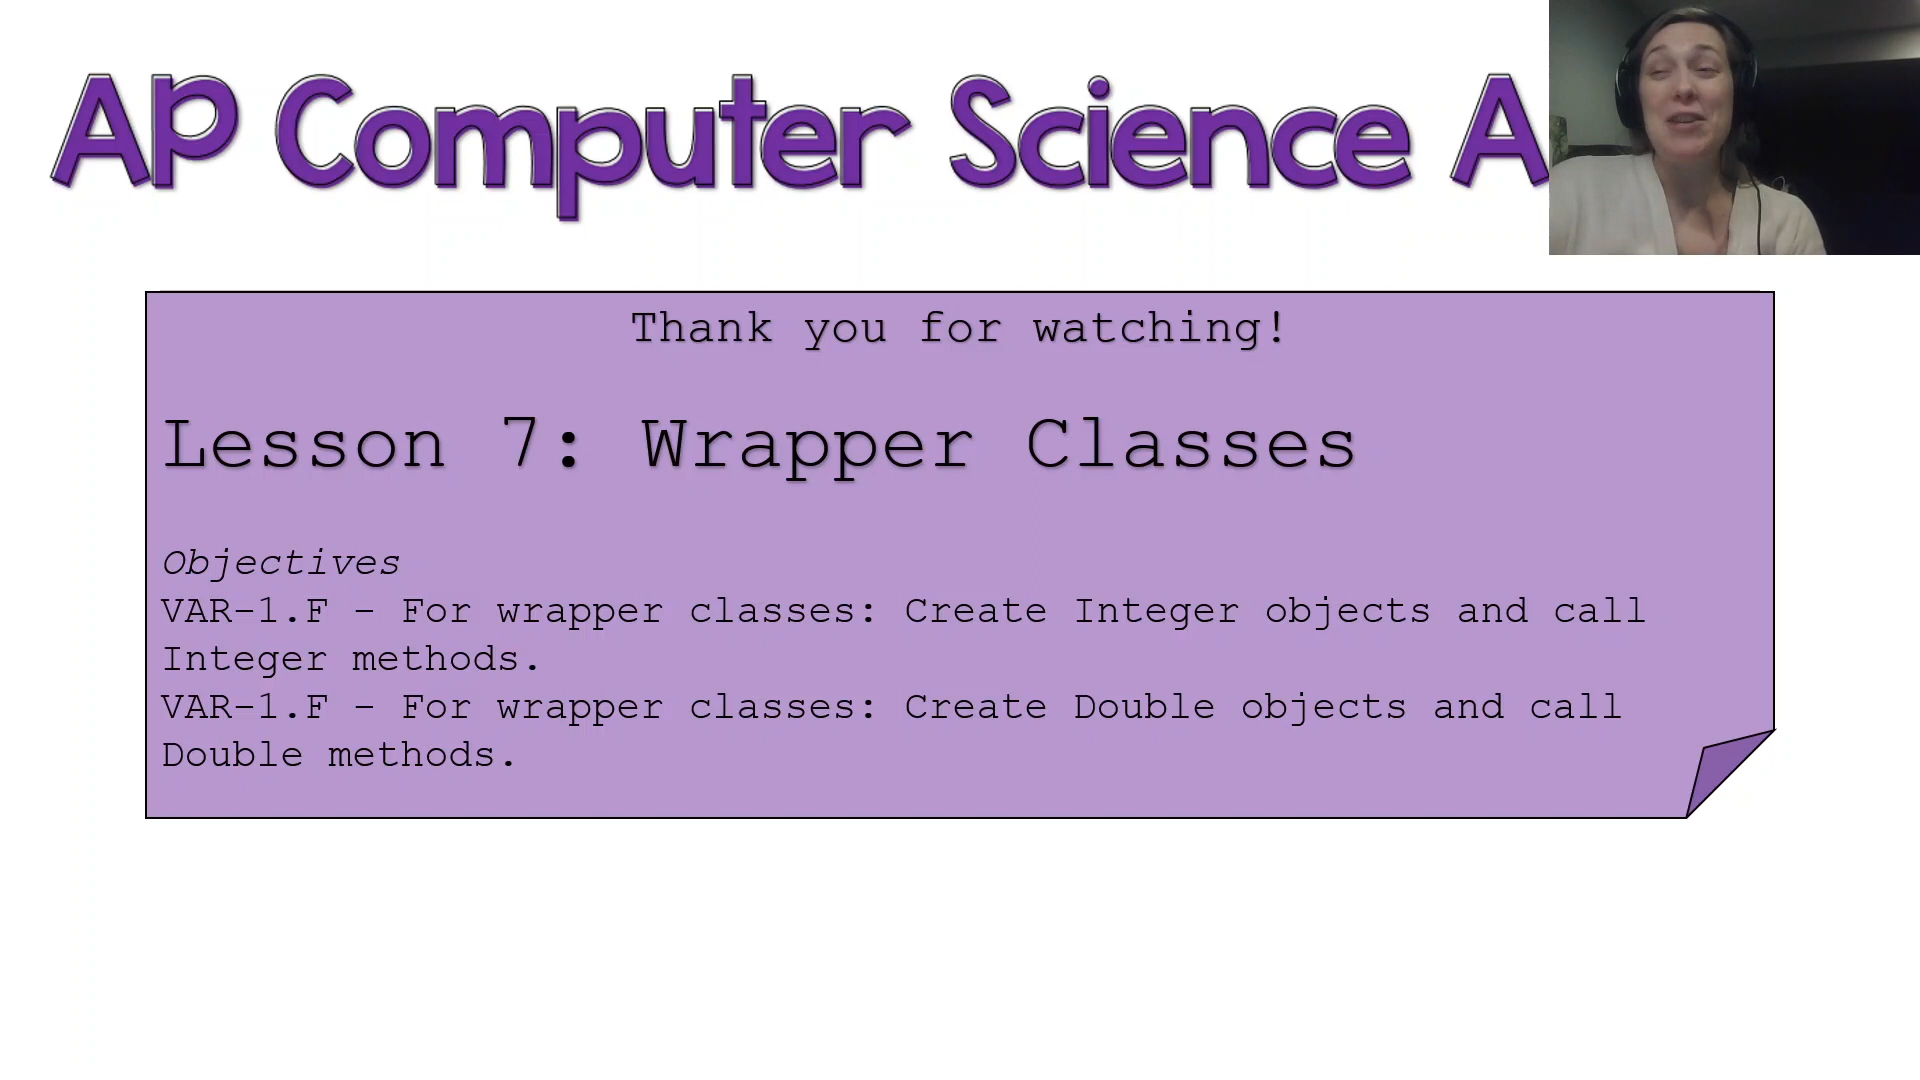 AP Computer Science A
Thank you for watching!
Lesson 7: Wrapper Classes
Objectives
VAR-1.F - For wrapper classes: Create Integer objects and call
Integer methods.
VAR-1.F - For wrapper classes: Create Double objects and call
Double methods.